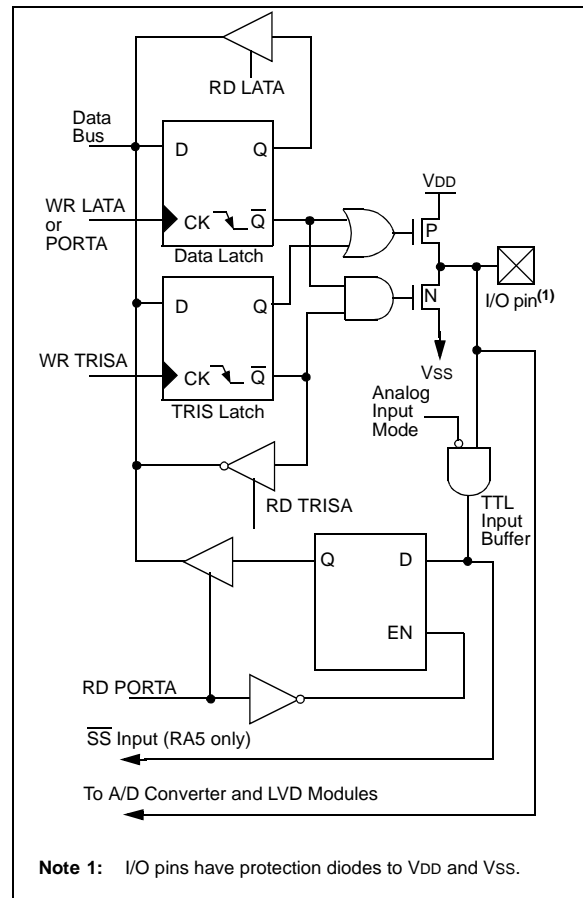 RD LATA
Data
Bus
D Q
VDD
WR LATA
or
PORTA
CK Q
P
Data Latch
D Q
N
I/O pin(1)
WR TRISA
CK Q
VSS
TRIS Latch
Analog
Input
Mode
RD TRISA
TTL
Input
Buffer
Q D
EN
RD PORTA
SS Input (RA5 only)
To A/D Converter and LVD Modules
Note 1: I/O pins have protection diodes to VDD and VSS.